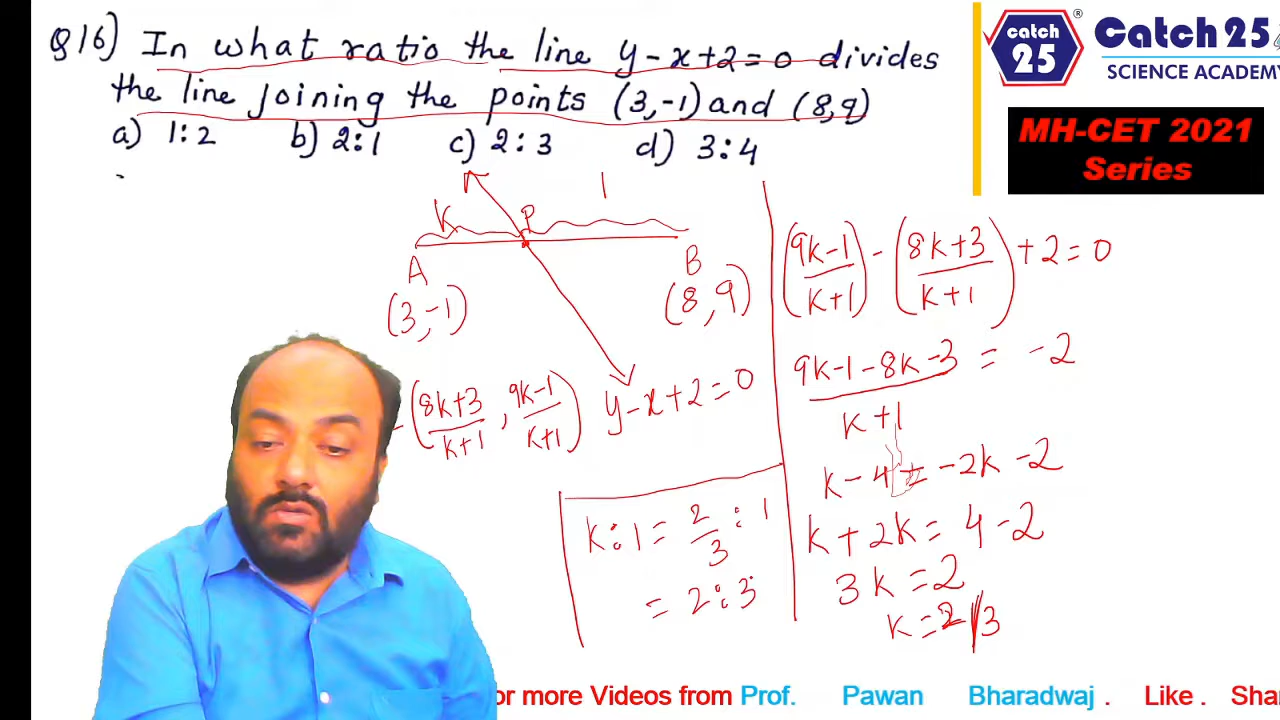 Q16) In what ratio the line y-x+2=0 divides
the line joining the points (3,-1) and (8,9)
a) 1:2 b) 2:1 c) 2:3 d) 3:4
catch
25
®
Catch 25
SCIENCE ACADEMY
MH-CET 2021
Series
K P 1
A B
(3,-1) (8,9)
(8k+3/k+1, 9k-1/k+1) y-x+2=0
k:1 = 2/3 : 1
= 2:3
(9k-1/k+1) - (8k+3/k+1) +2=0
9k-1-8k-3/k+1 = -2
k-4 = -2k-2
k+2k = 4-2
3k=2
k=2/3
or more Videos from Prof. Pawan Bharadwaj . Like . Shar